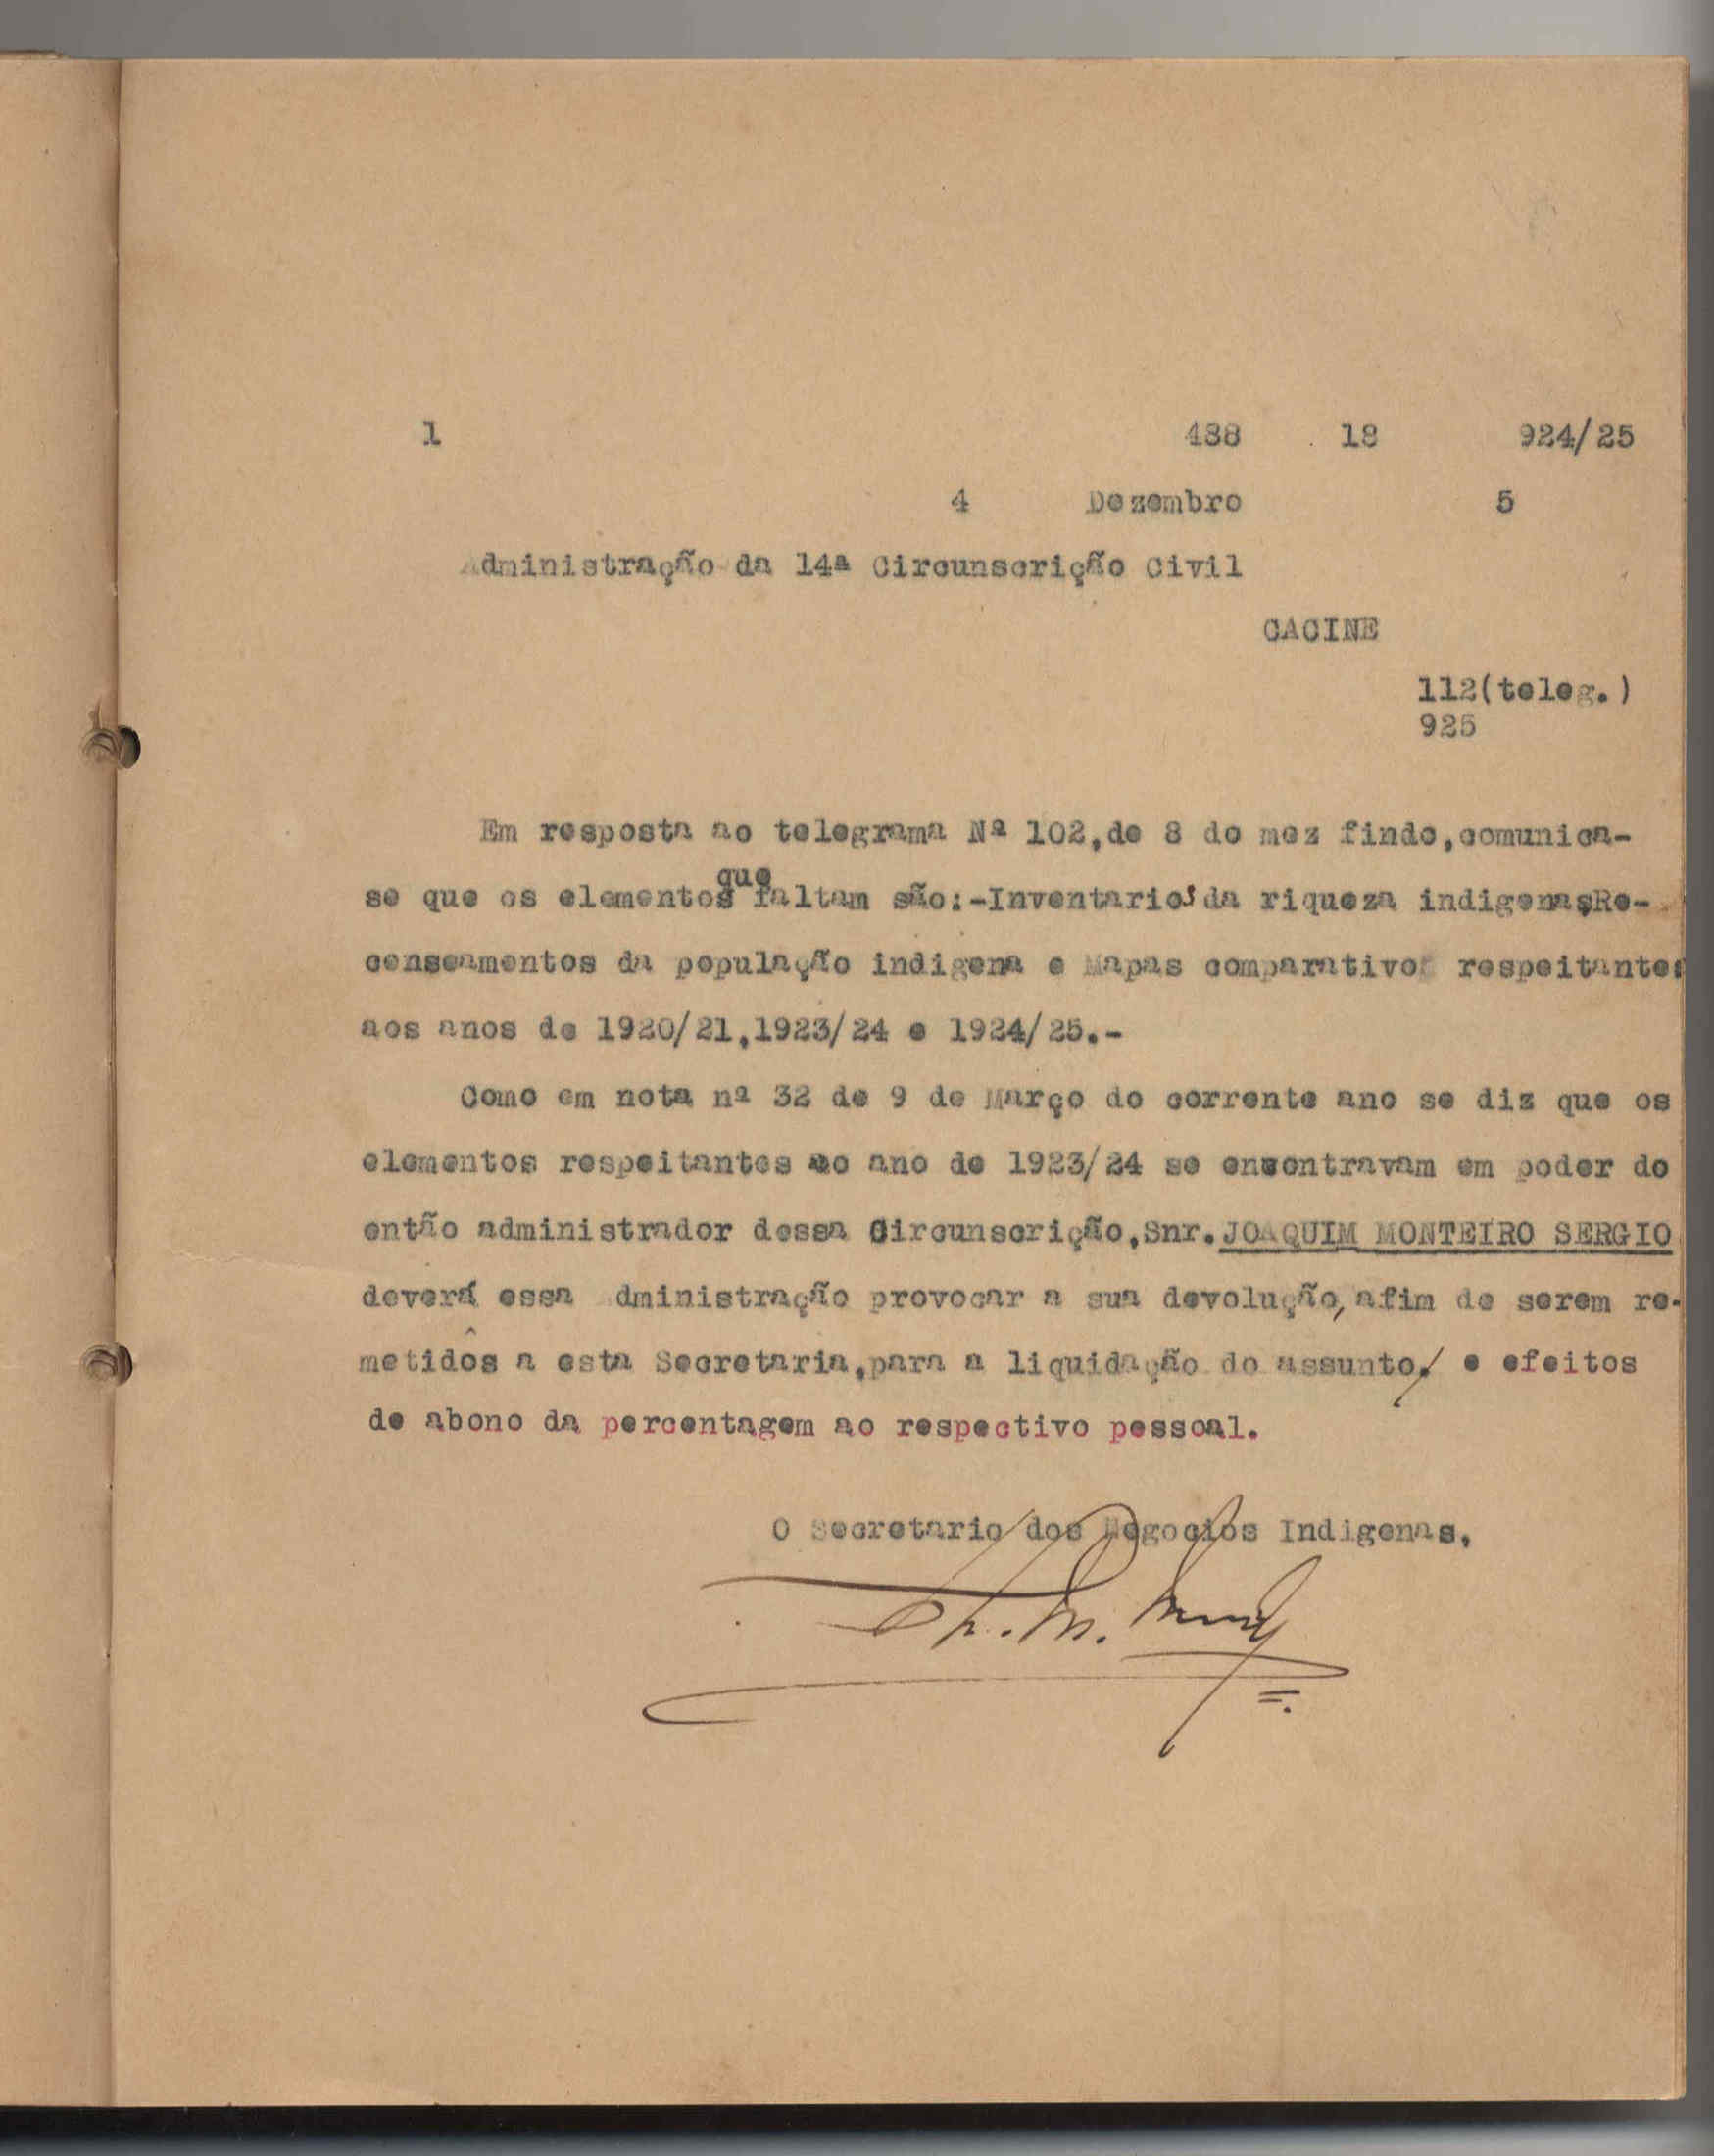 1 438 18 924/25
4 Dezembro 5
Administração da 14ª Circunscrição Civil
CACINE
112(teleg.)
925
Em resposta ao telegrama Nº 102,de 8 do mez findo,comunica-
se que os elementos que faltam são:-Inventarios da riqueza indigena,Re-
censeamentos da população indigena e Mapas comparativos respeitantes
aos anos de 1920/21,1923/24 e 1924/25.-
Como em nota nº 32 de 9 de Março do corrente ano se diz que os
elementos respeitantes ao ano de 1923/24 se encontravam em poder do
então administrador dessa Circunscrição,Snr.JOAQUIM MONTEIRO SERGIO
deverá essa dministração provocar a sua devolução, afim de serem re-
metidos a esta Secretaria,para a liquidação do assunto, e efeitos
de abono da percentagem ao respectivo pessoal.
O Secretario dos Negocios Indigenas,